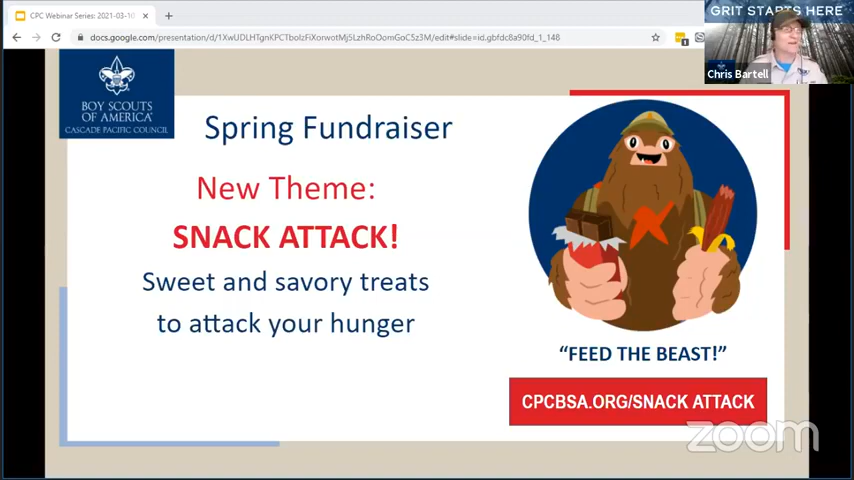 CPC Webinar Series: 2021-03-10
docs.google.com/presentation/d/1XwUDLHTgnKPCTbolzFiXorwotMj5LzhRoOomGoC5z3M/edit#slide=id.gbfdc8a90fd_1_148
GRIT STARTS HERE
Chris Bartell
BOY SCOUTS
OF AMERICA
CASCADE PACIFIC COUNCIL
Spring Fundraiser
New Theme:
SNACK ATTACK!
Sweet and savory treats
to attack your hunger
“FEED THE BEAST!”
CPCBSA.ORG/SNACK ATTACK
zoom